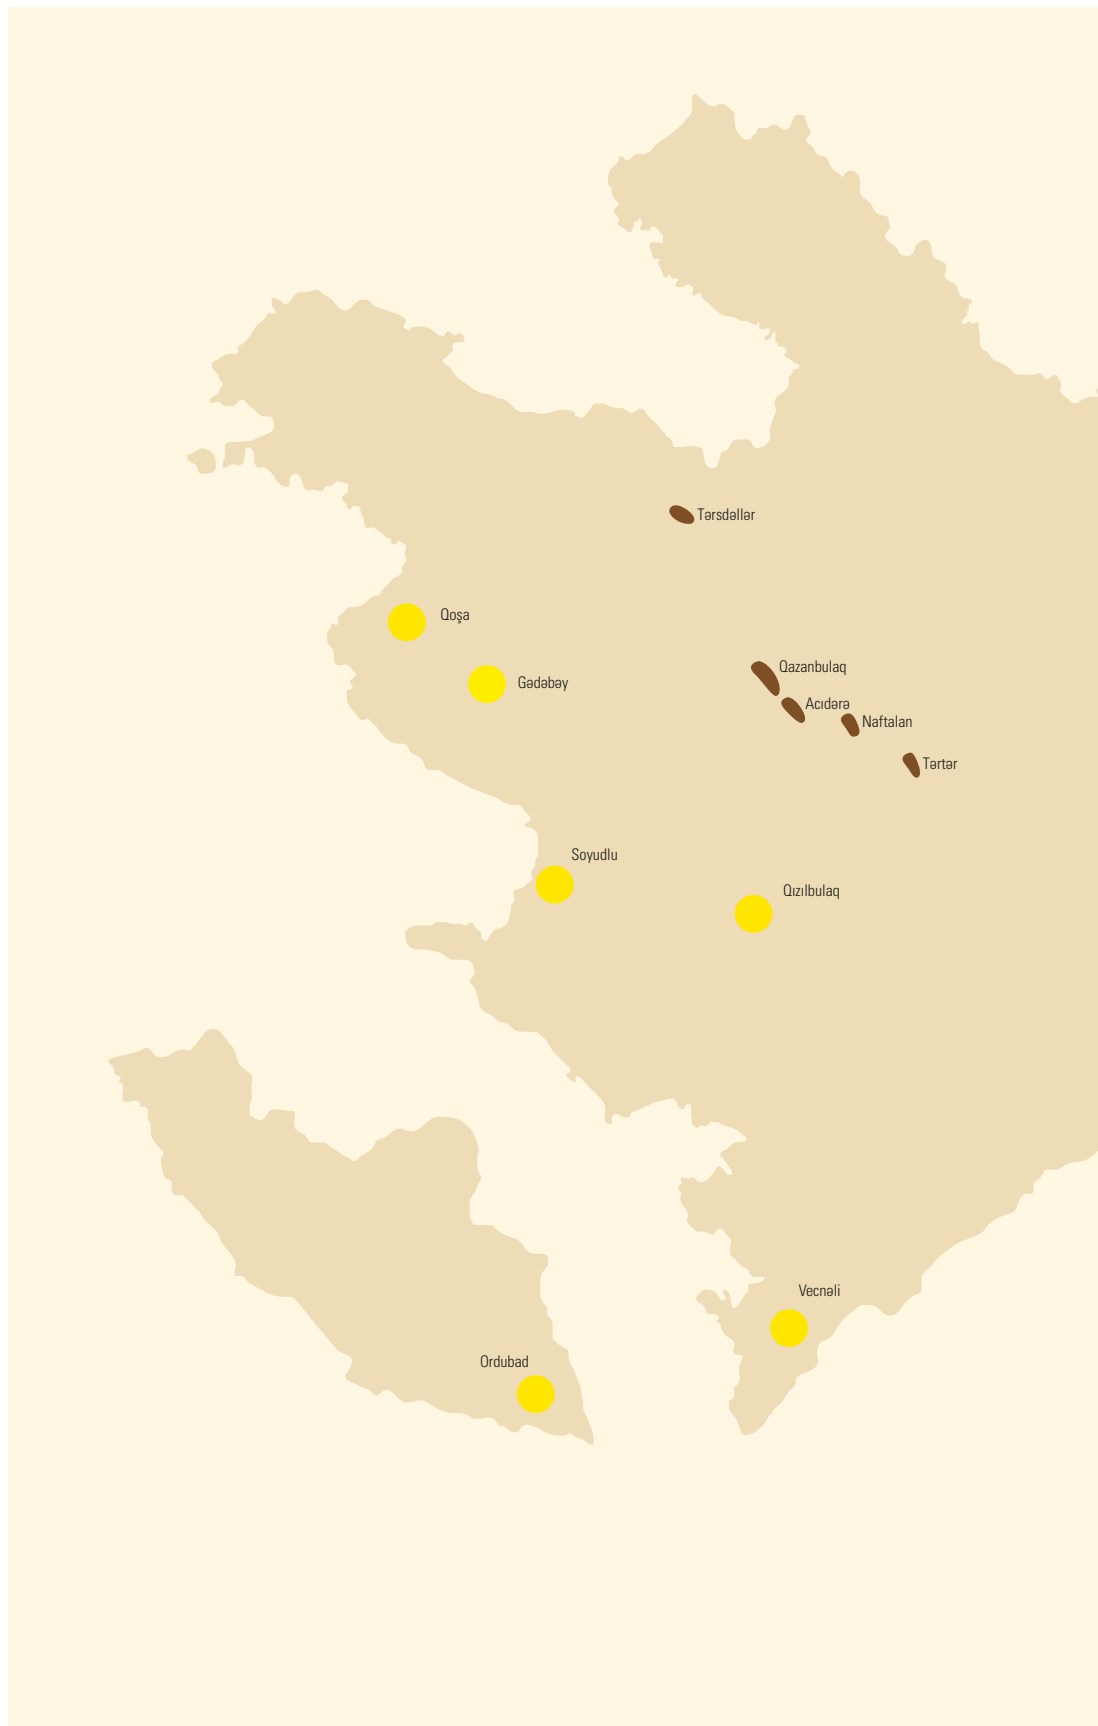 Tərsdəllər
Qoşa
Qazanbulaq
Gədəbəy
Acıdərə
Naftalan
Tərtər
Soyudlu
Qızılbulaq
Vecnəli
Ordubad